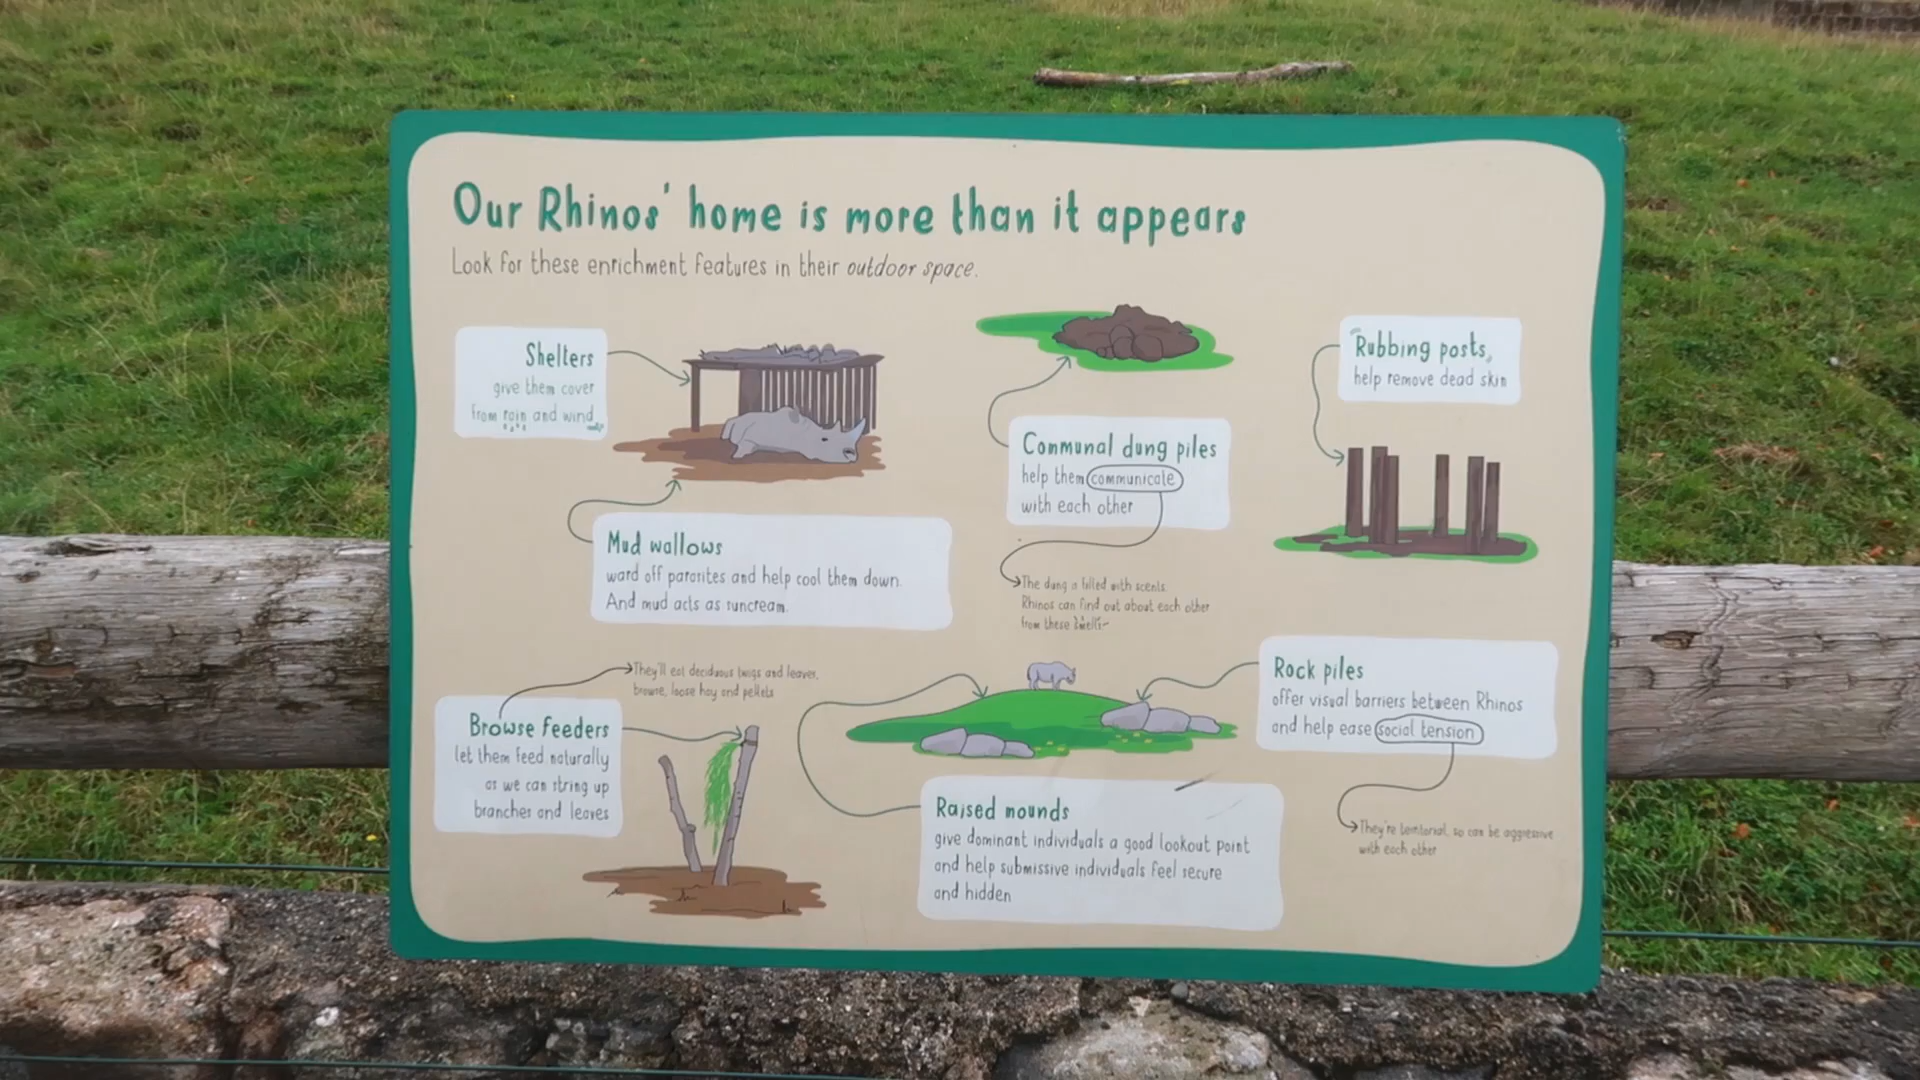 Our Rhinos' home is more than it appears
Look for these enrichment features in their outdoor space.
Shelters
give them cover
from rain and wind
Mud wallows
ward off parasites and help cool them down.
And mud acts as suncream.
Communal dung piles
help them communicate
with each other
The dung is filled with scents.
Rhinos can find out about each other
from these smells
Rubbing posts,
help remove dead skin
They'll eat deciduous twigs and leaves,
browse, loose hay and pellets
Browse feeders
let them feed naturally
as we can string up
branches and leaves
Raised mounds
give dominant individuals a good lookout point
and help submissive individuals feel secure
and hidden
Rock piles
offer visual barriers between Rhinos
and help ease social tension
They're territorial, so can be aggressive
with each other